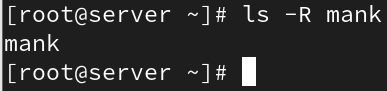 [root@server ~]# ls -R mank
mank
[root@server ~]#